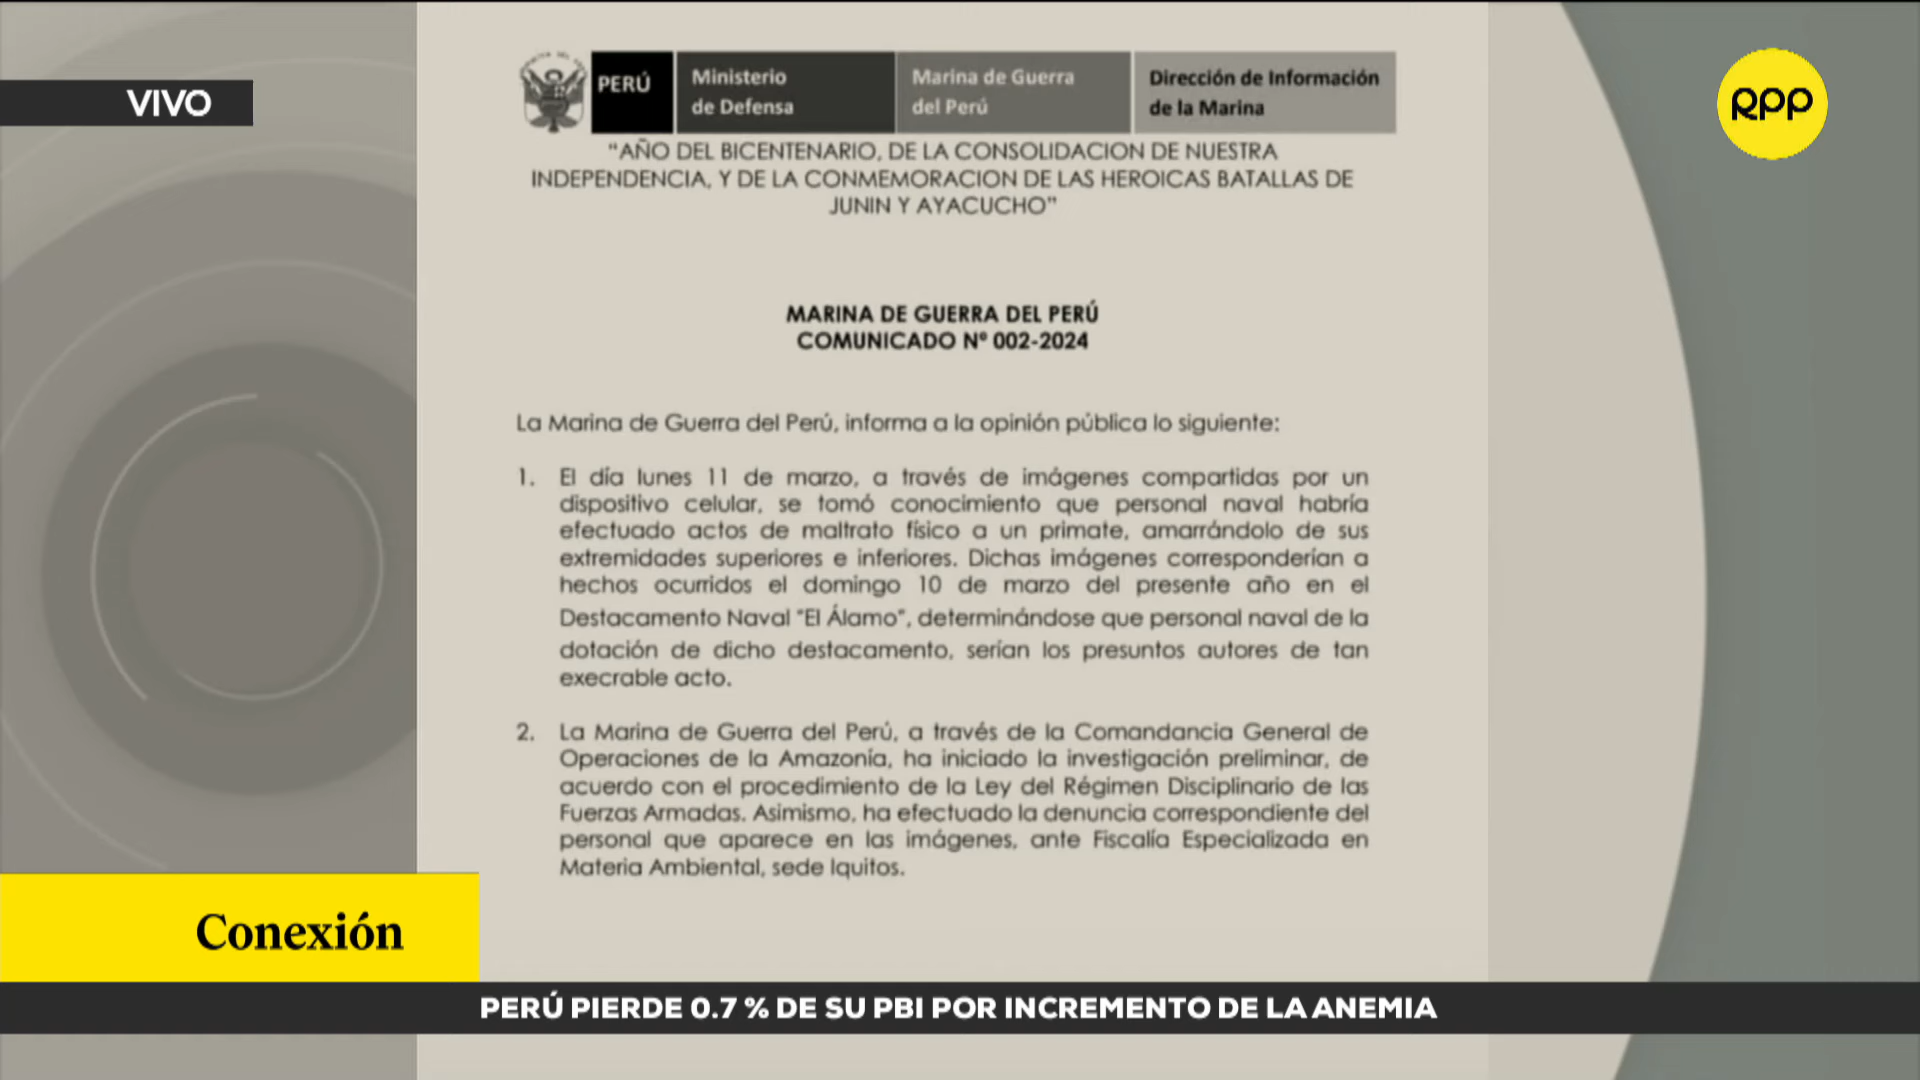 VIVO
PERÚ
Ministerio
de Defensa
Marina de Guerra
del Perú
Dirección de Información
de la Marina
RPP
“AÑO DEL BICENTENARIO, DE LA CONSOLIDACION DE NUESTRA
INDEPENDENCIA, Y DE LA CONMEMORACION DE LAS HEROICAS BATALLAS DE
JUNIN Y AYACUCHO”
MARINA DE GUERRA DEL PERÚ
COMUNICADO Nº 002-2024
La Marina de Guerra del Perú, informa a la opinión pública lo siguiente:
1. El día lunes 11 de marzo, a través de imágenes compartidas por un
dispositivo celular, se tomó conocimiento que personal naval habría
efectuado actos de maltrato físico a un primate, amarrándolo de sus
extremidades superiores e inferiores. Dichas imágenes corresponderían a
hechos ocurridos el domingo 10 de marzo del presente año en el
Destacamento Naval "El Álamo", determinándose que personal naval de la
dotación de dicho destacamento, serían los presuntos autores de tan
execrable acto.
2. La Marina de Guerra del Perú, a través de la Comandancia General de
Operaciones de la Amazonía, ha iniciado la investigación preliminar, de
acuerdo con el procedimiento de la Ley del Régimen Disciplinario de las
Fuerzas Armadas. Asimismo, ha efectuado la denuncia correspondiente del
personal que aparece en las imágenes, ante Fiscalía Especializada en
Materia Ambiental, sede Iquitos.
Conexión
PERÚ PIERDE 0.7 % DE SU PBI POR INCREMENTO DE LA ANEMIA